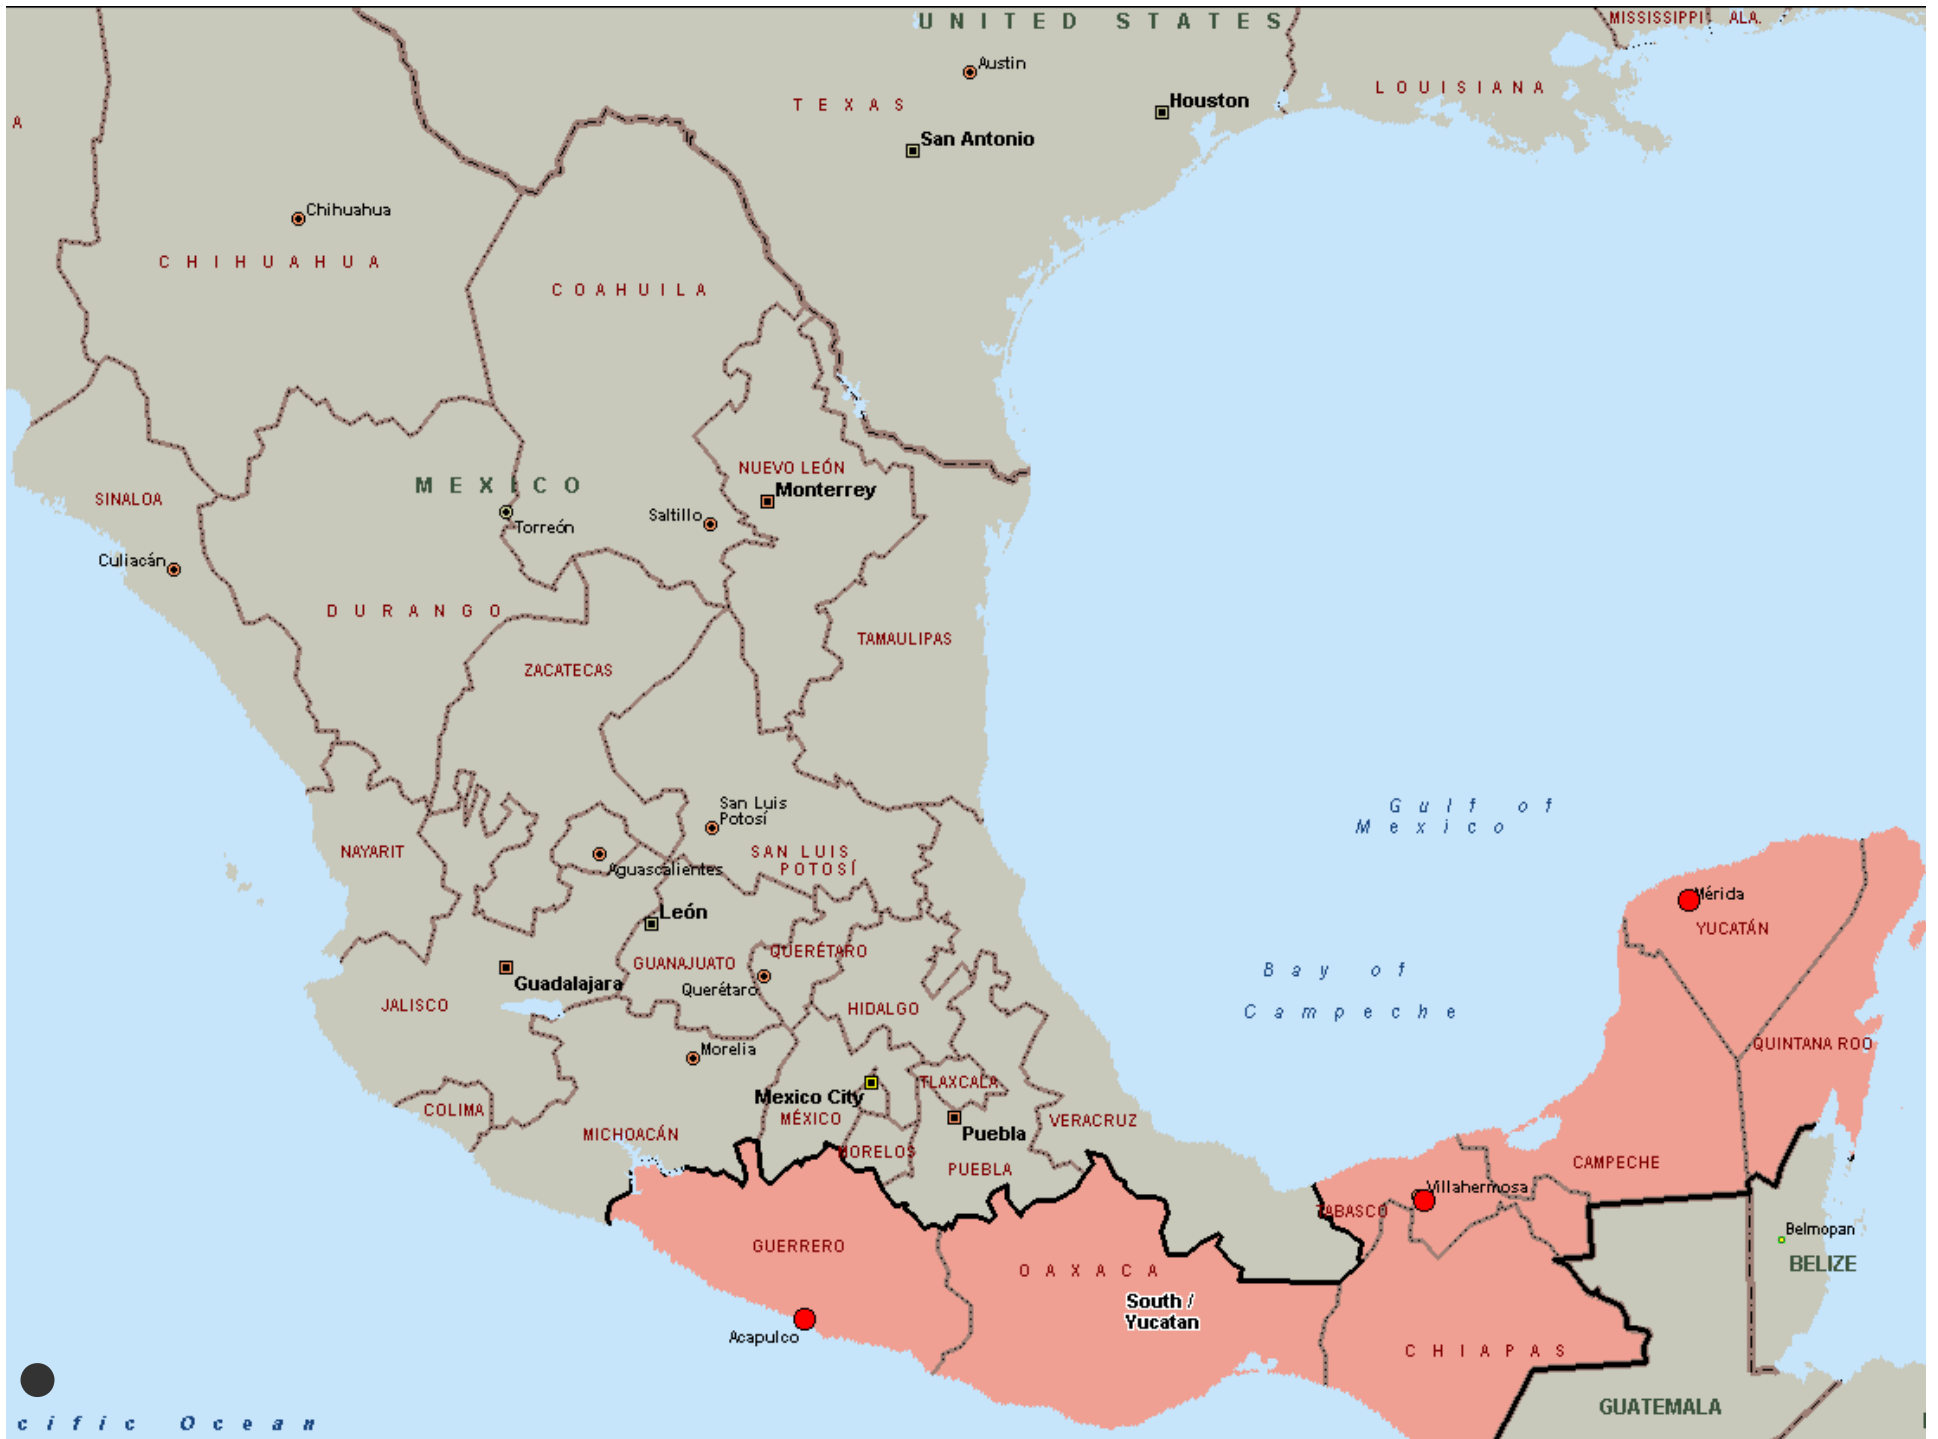 UNITED STATES
MISSISSIPPI
ALA.
Austin
LOUISIANA
TEXAS
Houston
A
San Antonio
Chihuahua
CHIHUAHUA
COAHUILA
NUEVO LEÓN
MEXICO
Monterrey
SINALOA
Saltillo
Torreón
Culiacán
DURANGO
TAMAULIPAS
ZACATECAS
San Luis
Potosí
Gulf of
Mexico
NAYARIT
SAN LUIS
POTOSÍ
Aguascalientes
Mérida
León
YUCATÁN
QUERÉTARO
GUANAJUATO
Bay of
Campeche
Guadalajara
Querétaro
JALISCO
HIDALGO
QUINTANA ROO
Morelia
TLAXCALA
Mexico City
COLIMA
MÉXICO
VERACRUZ
MICHOACÁN
Puebla
MORELOS
PUEBLA
CAMPECHE
Villahermosa
TABASCO
Belmopan
GUERRERO
BELIZE
OAXACA
South /
Yucatan
Acapulco
CHIAPAS
GUATEMALA
cific Ocean